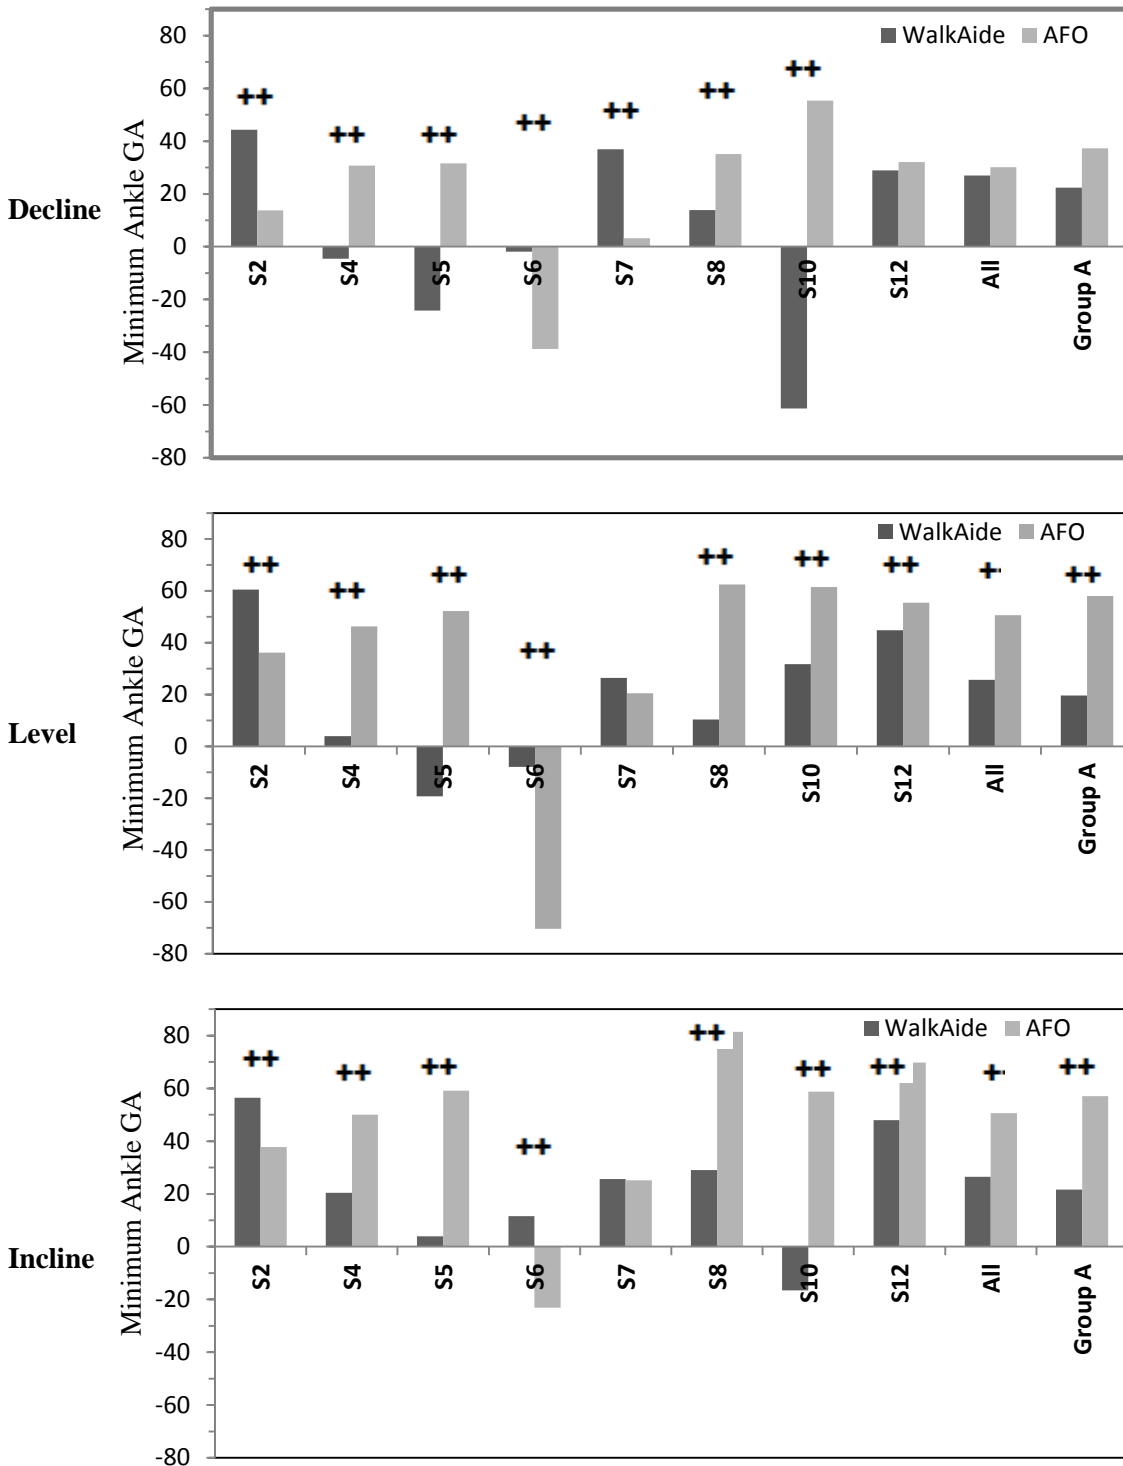 80
WalkAide AFO
++
60
++
++
++
++
++
++
40
20
Decline
Minimum Ankle GA
0
S2 S4 S5 S6 S7 S8 S10 S12 All Group A
-20
-40
-60
-80
80
WalkAide AFO
++ ++ ++ ++ ++ ++ +- ++
60
40
++
20
Level
Minimum Ankle GA
0
S2 S4 S5 S6 S7 S8 S10 S12 All Group A
-20
-40
-60
-80
80
WalkAide AFO
++
++ ++ ++ ++ ++ +- ++
60
40
++
20
Incline
Minimum Ankle GA
0
S2 S4 S5 S6 S7 S8 S10 S12 All Group A
-20
-40
-60
-80